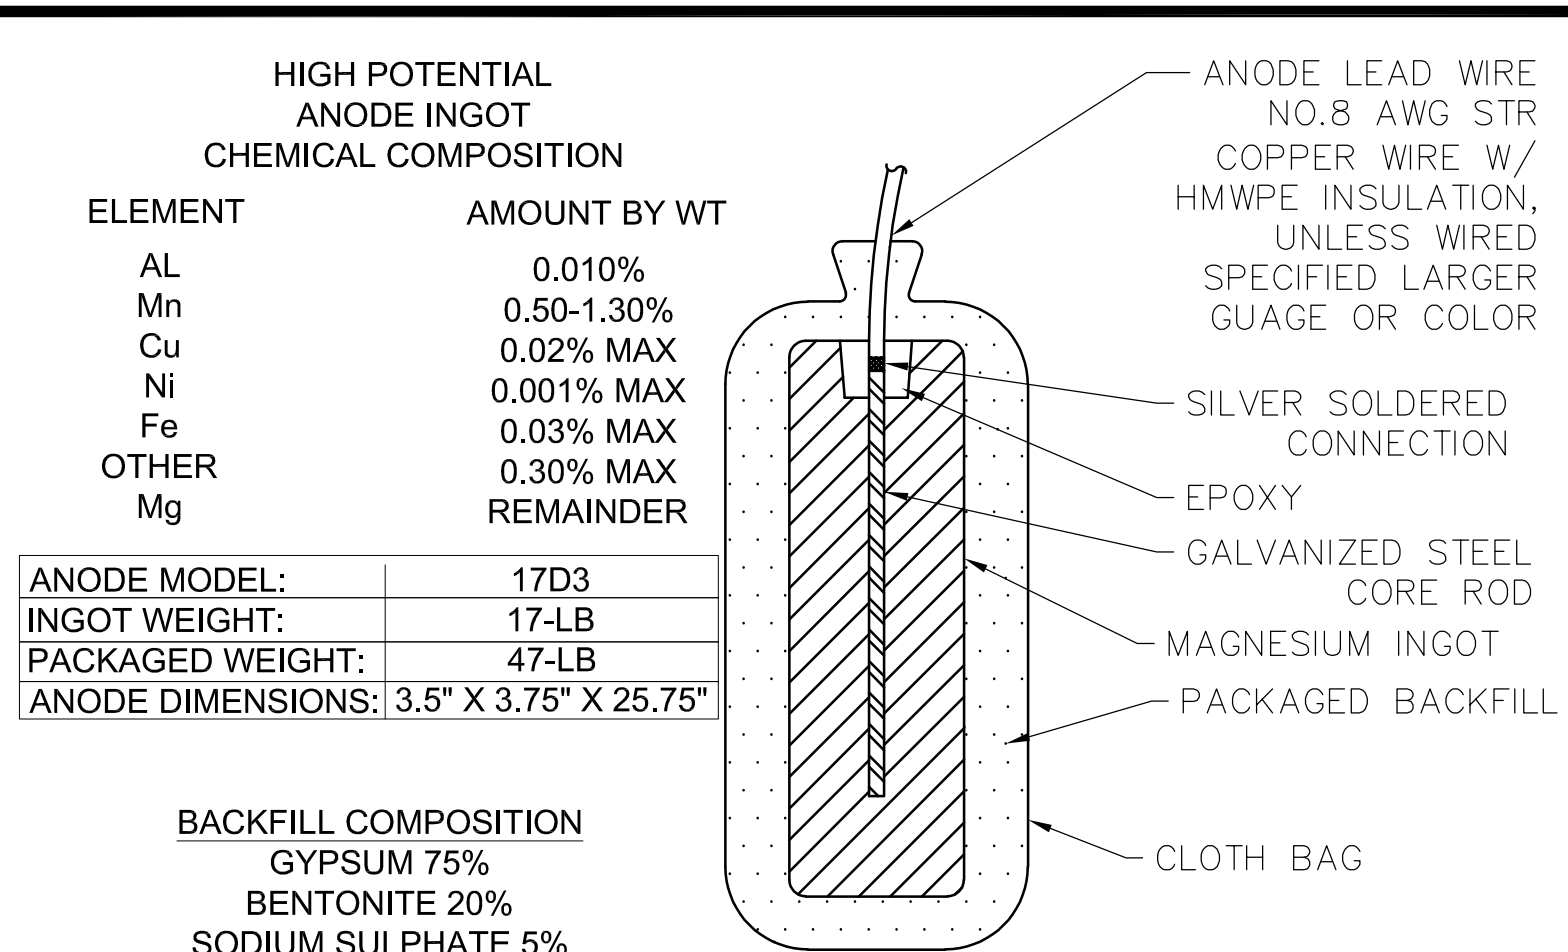 HIGH POTENTIAL
ANODE INGOT
CHEMICAL COMPOSITION
ELEMENT AMOUNT BY WT
AL 0.010%
Mn 0.50-1.30%
Cu 0.02% MAX
Ni 0.001% MAX
Fe 0.03% MAX
OTHER 0.30% MAX
Mg REMAINDER
ANODE MODEL: 17D3
INGOT WEIGHT: 17-LB
PACKAGED WEIGHT: 47-LB
ANODE DIMENSIONS: 3.5" X 3.75" X 25.75"
BACKFILL COMPOSITION
GYPSUM 75%
BENTONITE 20%
SODIUM SULPHATE 5%
ANODE LEAD WIRE
NO.8 AWG STR
COPPER WIRE W/
HMWPE INSULATION,
UNLESS WIRED
SPECIFIED LARGER
GUAGE OR COLOR
SILVER SOLDERED
CONNECTION
EPOXY
GALVANIZED STEEL
CORE ROD
MAGNESIUM INGOT
PACKAGED BACKFILL
CLOTH BAG